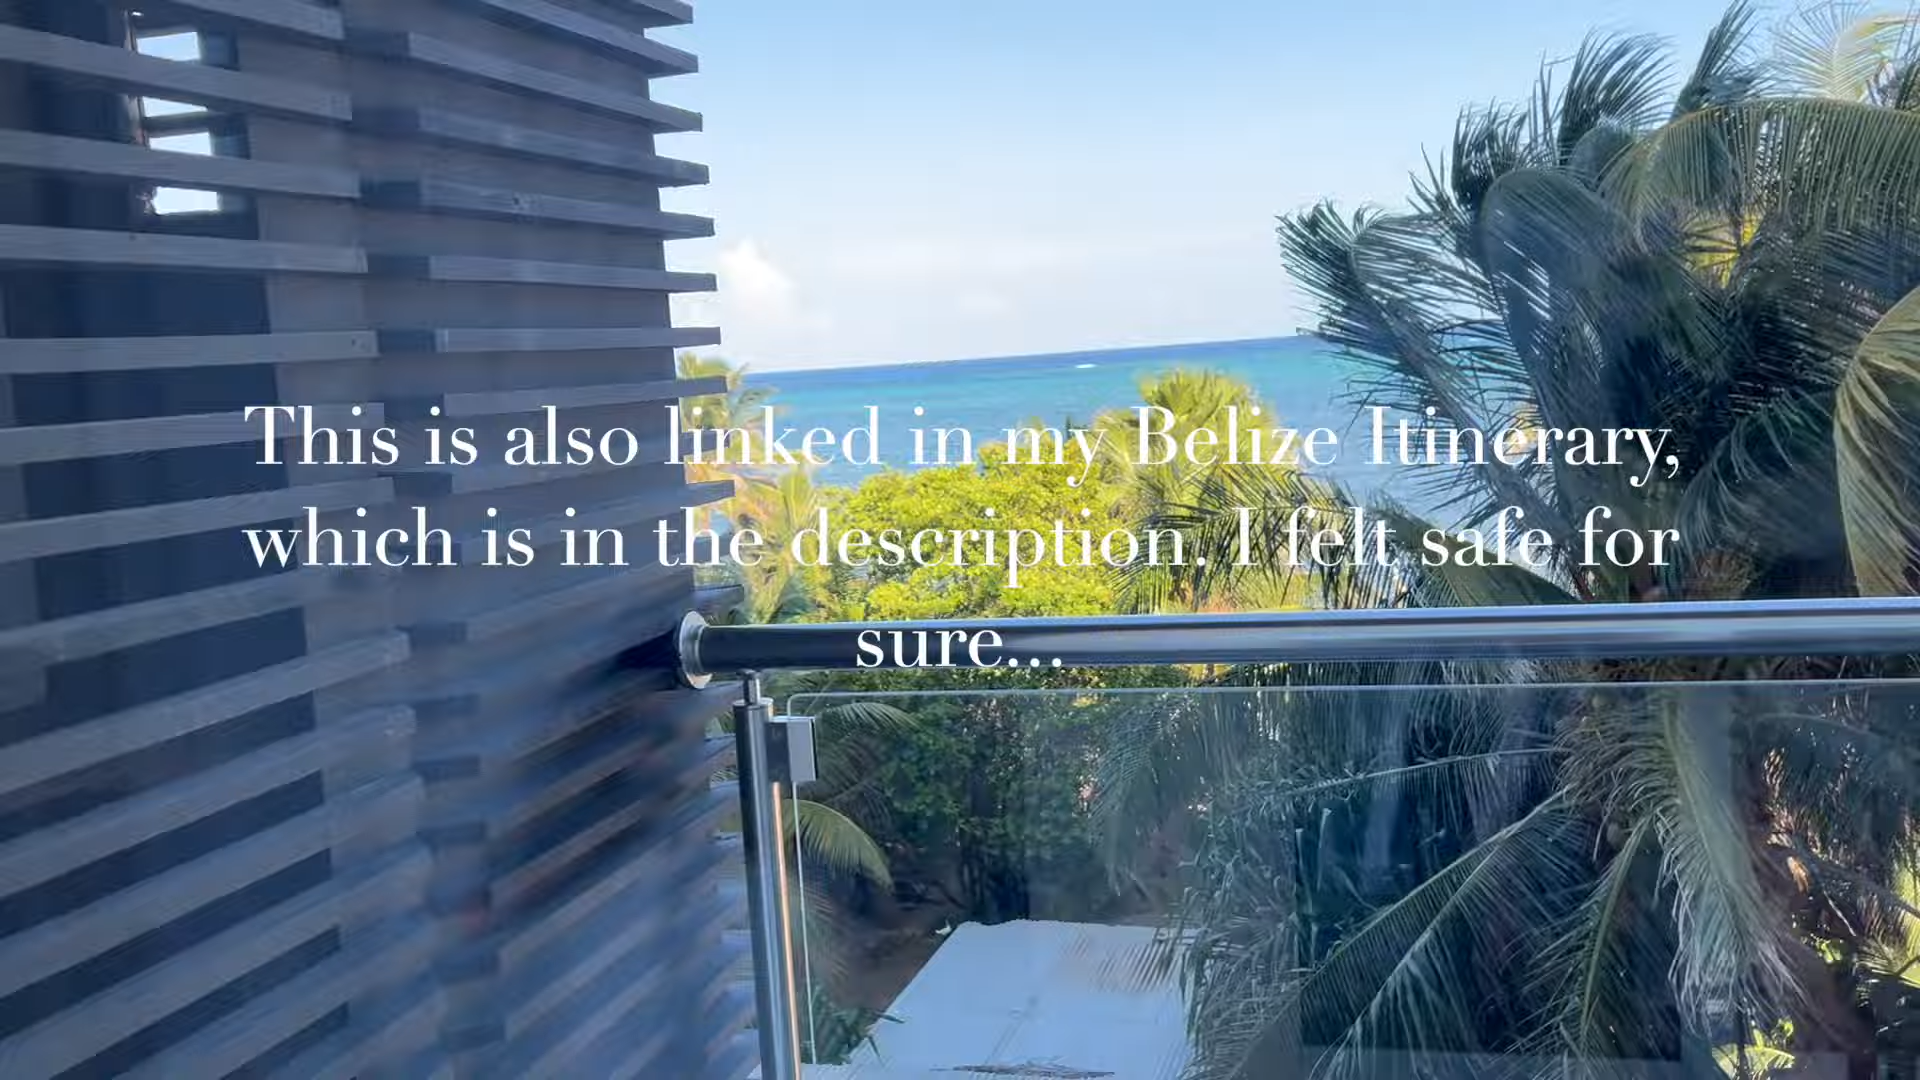 This is also linked in my Belize Itinerary,
which is in the description. I felt safe for
sure...